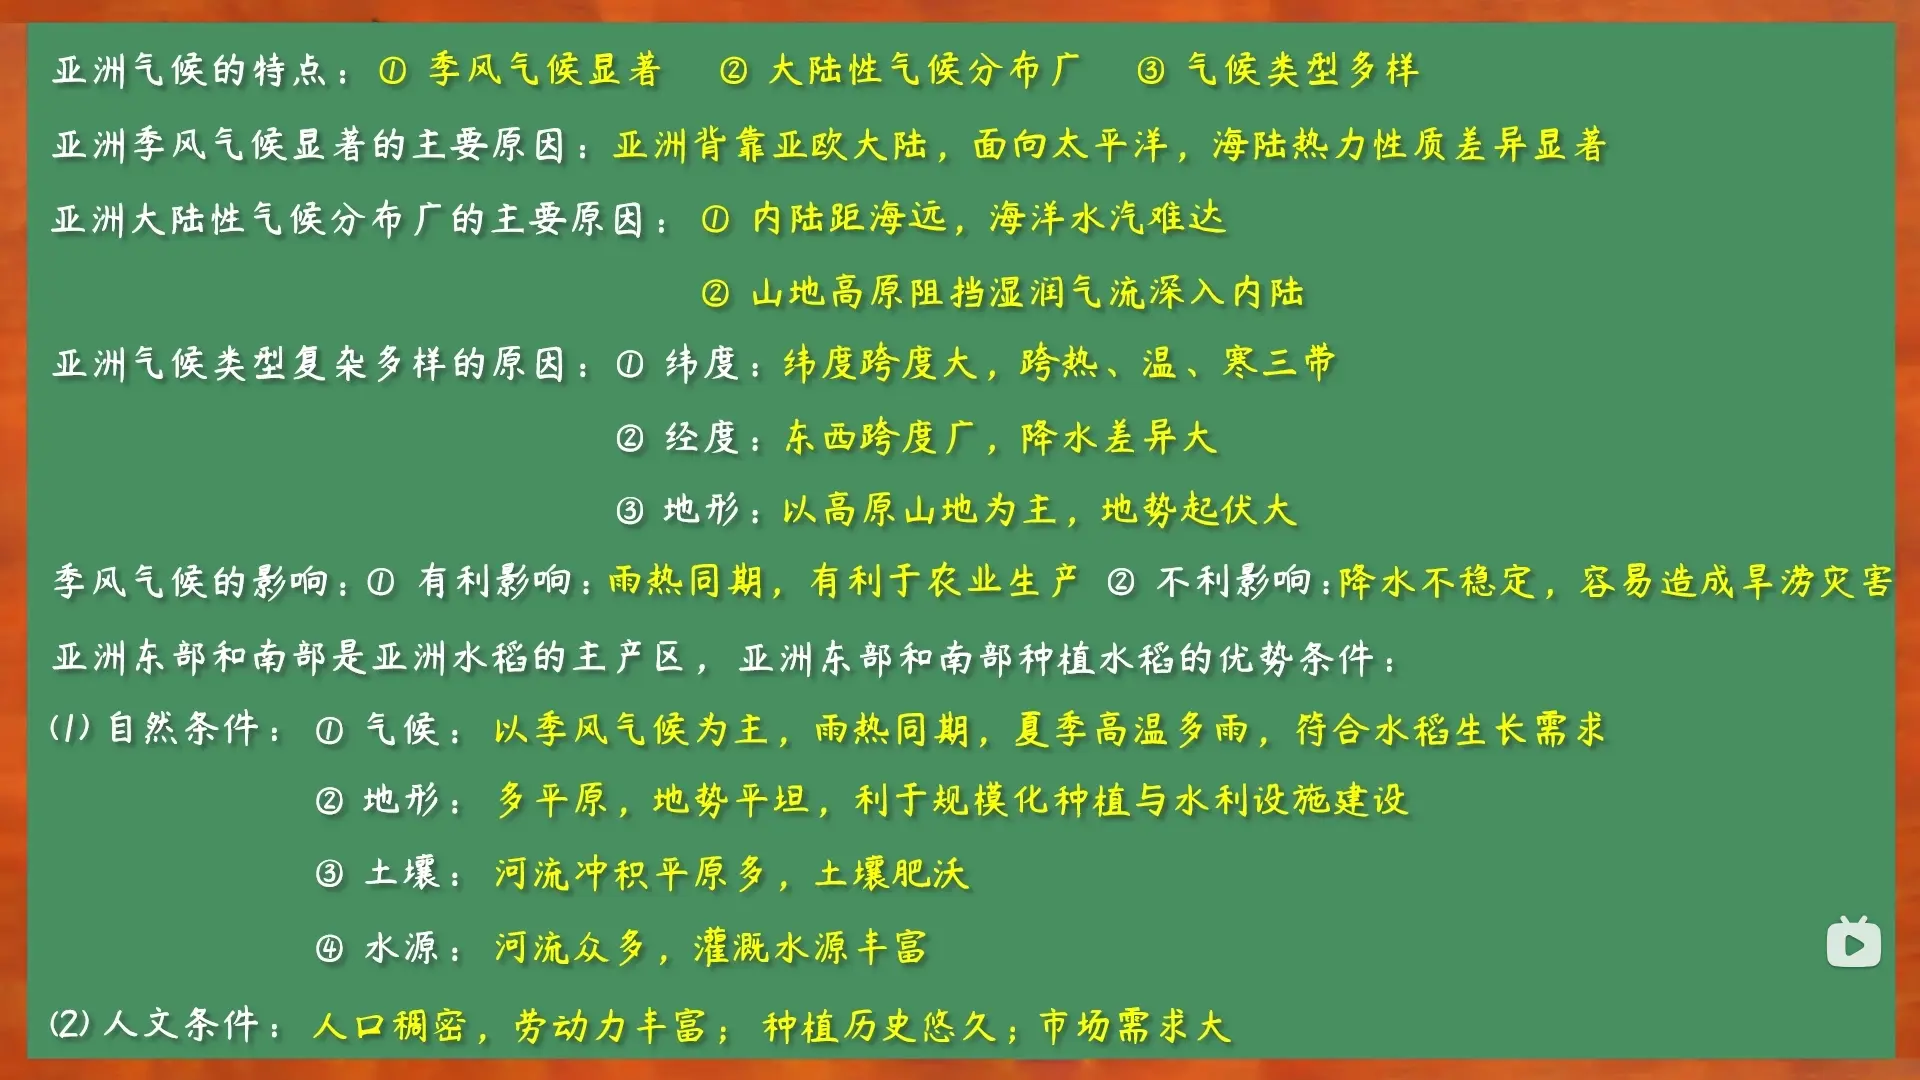 亚洲气候的特点：① 季风气候显著 ② 大陆性气候分布广 ③ 气候类型多样
亚洲季风气候显著的主要原因：亚洲背靠亚欧大陆，面向太平洋，海陆热力性质差异显著
亚洲大陆性气候分布广的主要原因：① 内陆距海远，海洋水汽难达
② 山地高原阻挡湿润气流深入内陆
亚洲气候类型复杂多样的原因：① 纬度：纬度跨度大，跨热、温、寒三带
② 经度：东西跨度广，降水差异大
③ 地形：以高原山地为主，地势起伏大
季风气候的影响：① 有利影响：雨热同期，有利于农业生产 ② 不利影响：降水不稳定，容易造成旱涝灾害
亚洲东部和南部是亚洲水稻的主产区，亚洲东部和南部种植水稻的优势条件：
(1) 自然条件： ① 气候： 以季风气候为主，雨热同期，夏季高温多雨，符合水稻生长需求
② 地形： 多平原，地势平坦，利于规模化种植与水利设施建设
③ 土壤： 河流冲积平原多，土壤肥沃
④ 水源： 河流众多，灌溉水源丰富
(2) 人文条件： 人口稠密，劳动力丰富；种植历史悠久；市场需求大